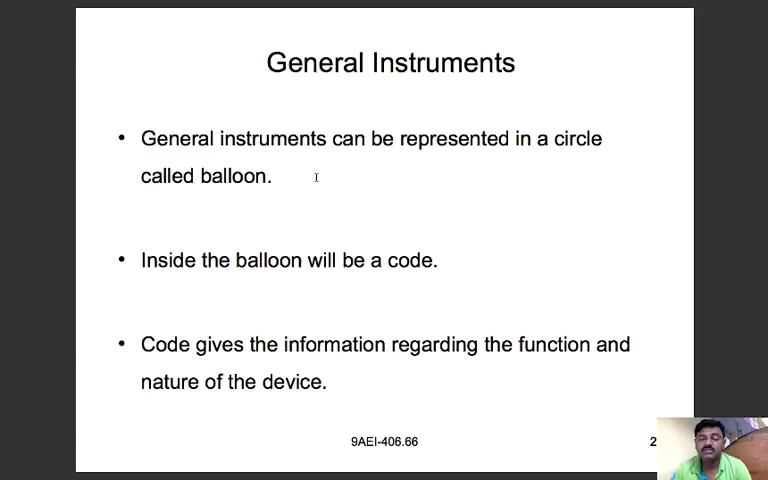 General Instruments
• General instruments can be represented in a circle
called balloon.
• Inside the balloon will be a code.
• Code gives the information regarding the function and
nature of the device.
9AEI-406.66
2